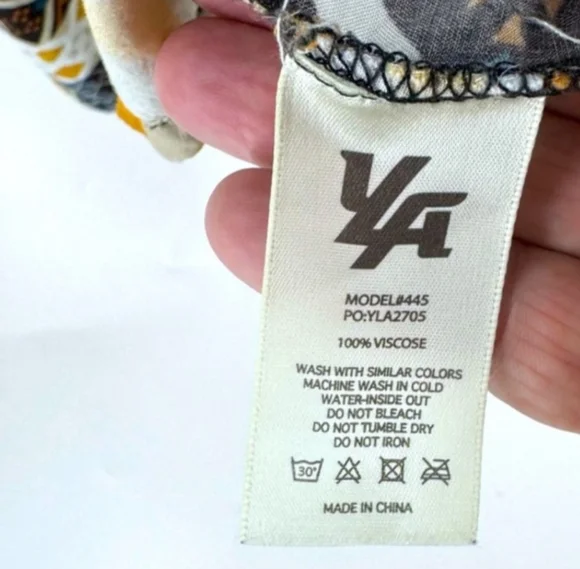 YLA
MODEL#445
PO:YLA2705
100% VISCOSE
WASH WITH SIMILAR COLORS
MACHINE WASH IN COLD
WATER-INSIDE OUT
DO NOT BLEACH
DO NOT TUMBLE DRY
DO NOT IRON
30°
MADE IN CHINA